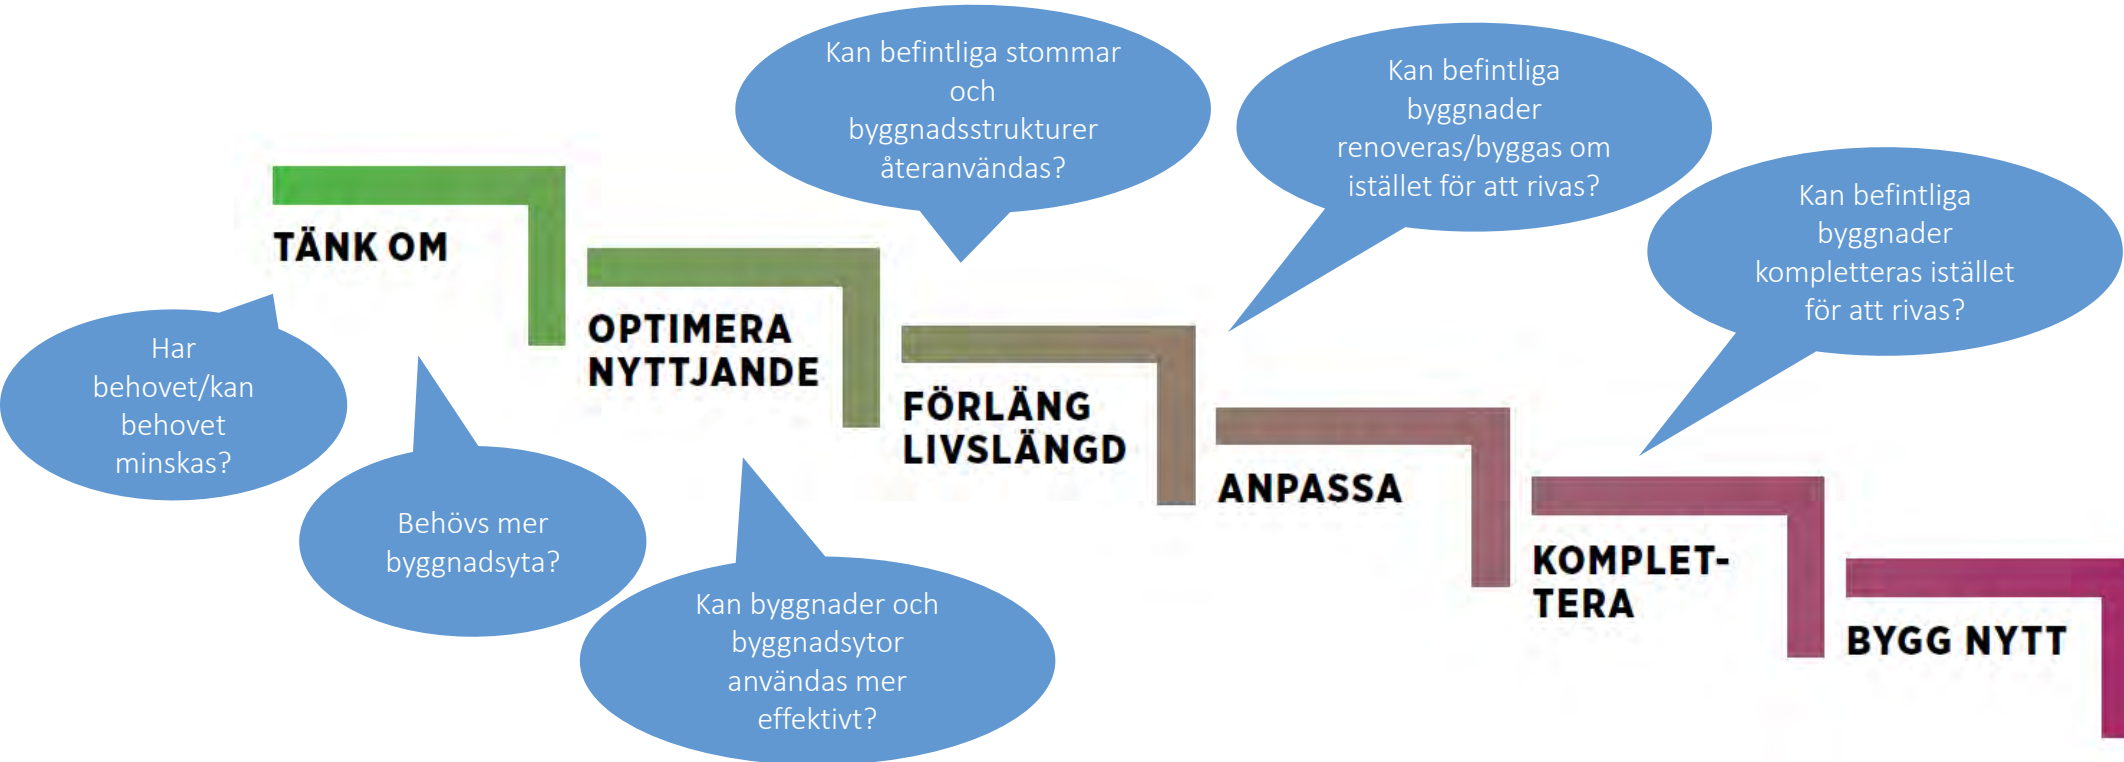 Kan befintliga stommar
och
byggnadsstrukturer
återanvändas?
Kan befintliga
byggnader
renoveras/byggas om
istället för att rivas?
Kan befintliga
byggnader
kompletteras istället
för att rivas?
TÄNK OM
OPTIMERA
NYTTJANDE
FÖRLÄNG
LIVSLÄNGD
ANPASSA
KOMPLET-
TERA
BYGG NYTT
Har
behovet/kan
behovet
minskas?
Behövs mer
byggnadsyta?
Kan byggnader och
byggnadsytor
användas mer
effektivt?